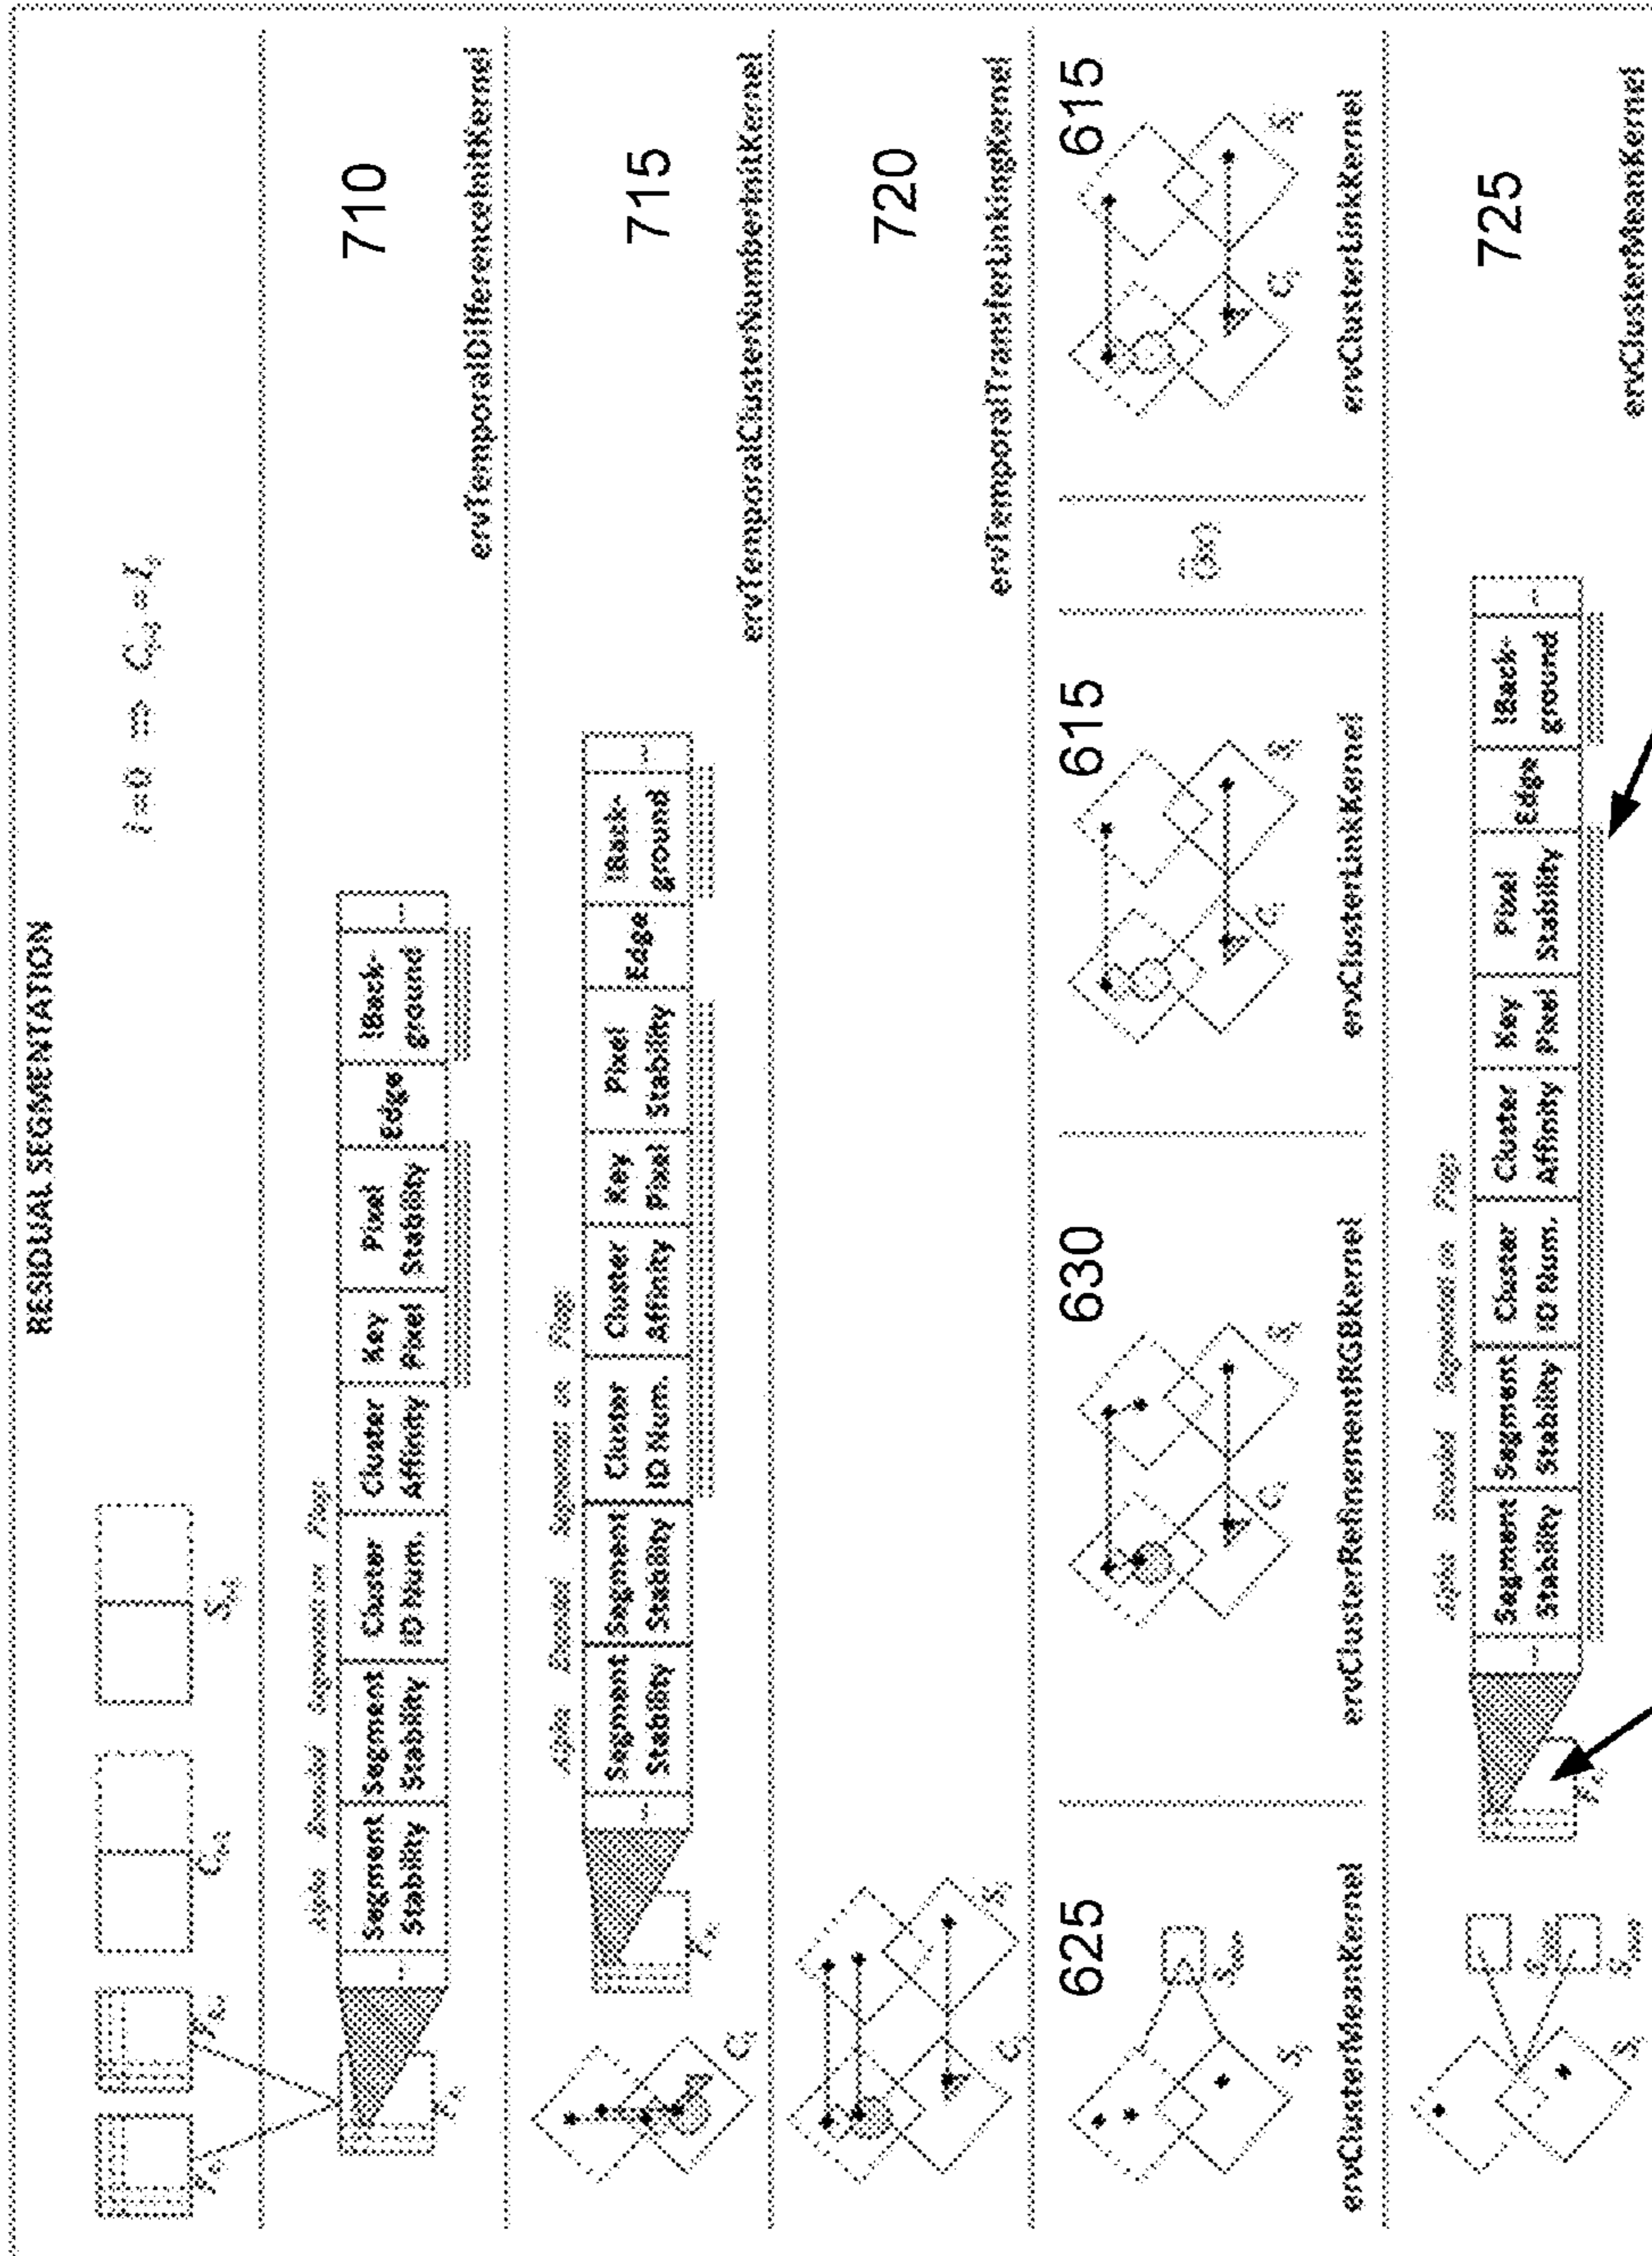 RESIDUAL SEGMENTATION
710
Segment Stability
Segment Stability
Cluster ID Num.
Cluster Affinity
Key Pixel
Pixel Stability
Edge
!Back-ground
...
ervTemporalDifferenceInitKernel
715
Segment Stability
Segment Stability
Cluster ID Num.
Cluster Affinity
Key Pixel
Pixel Stability
Edge
!Back-ground
...
ervTemporalClusterNumberInitKernel
720
ervTemporalTransferLinkingKernel
625
ervClusterMeanKernel
630
ervClusterRefinementRGBKernel
615
ervClusterLinkKernel
615
ervClusterLinkKernel
725
Segment Stability
Segment Stability
Cluster ID Num.
Cluster Affinity
Key Pixel
Pixel Stability
Edge
!Back-ground
...
ervClusterMeanKernel